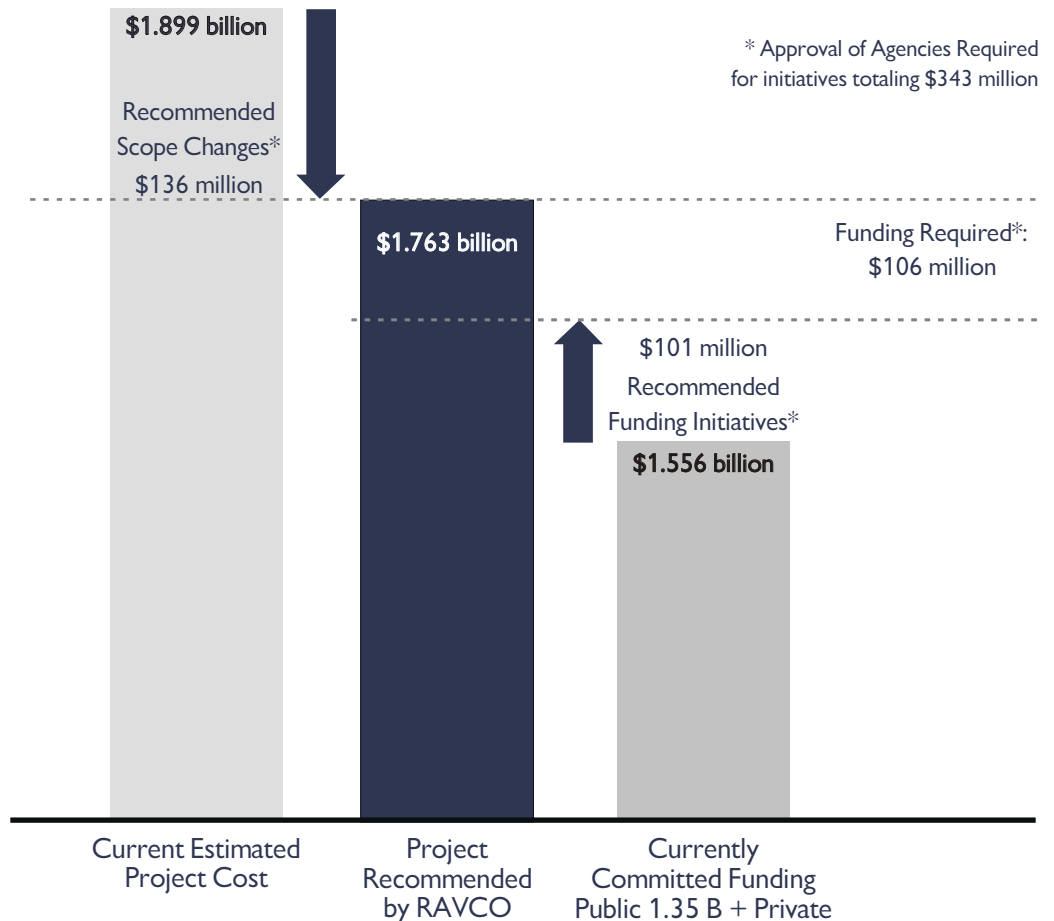 $1.899 billion
* Approval of Agencies Required
for initiatives totaling $343 million
Recommended
Scope Changes*
$136 million
$1.763 billion
Funding Required*:
$106 million
$101 million
Recommended
Funding Initiatives*
$1.556 billion
Current Estimated
Project Cost
Project
Recommended
by RAVCO
Currently
Committed Funding
Public 1.35 B + Private